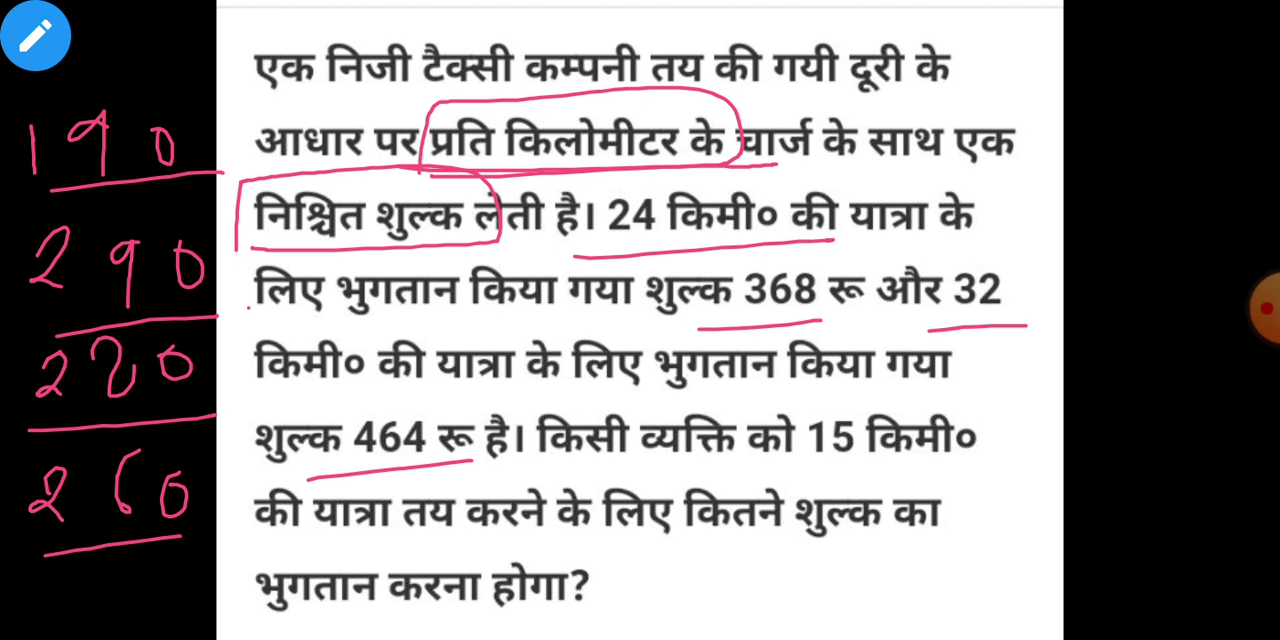 एक निजी टैक्सी कम्पनी तय की गयी दूरी के
आधार पर प्रति किलोमीटर के चार्ज के साथ एक
निश्चित शुल्क लेती है। 24 किमी० की यात्रा के
लिए भुगतान किया गया शुल्क 368 रू और 32
किमी० की यात्रा के लिए भुगतान किया गया
शुल्क 464 रू है। किसी व्यक्ति को 15 किमी०
की यात्रा तय करने के लिए कितने शुल्क का
भुगतान करना होगा?
190
290
220
260